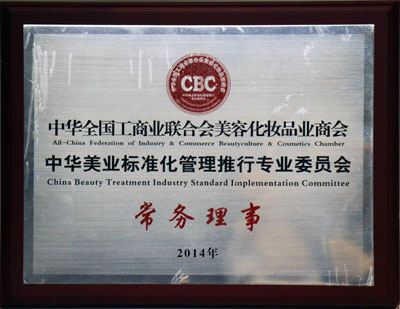 CBC
中华全国工商业联合会美容化妆品业商会
All-China Federation of Industry & Commerce Beautyculture & Cosmetics Chamber
中华美业标准化管理推行专业委员会
China Beauty Treatment Industry Standard Implementation Committee
常务理事
2014年